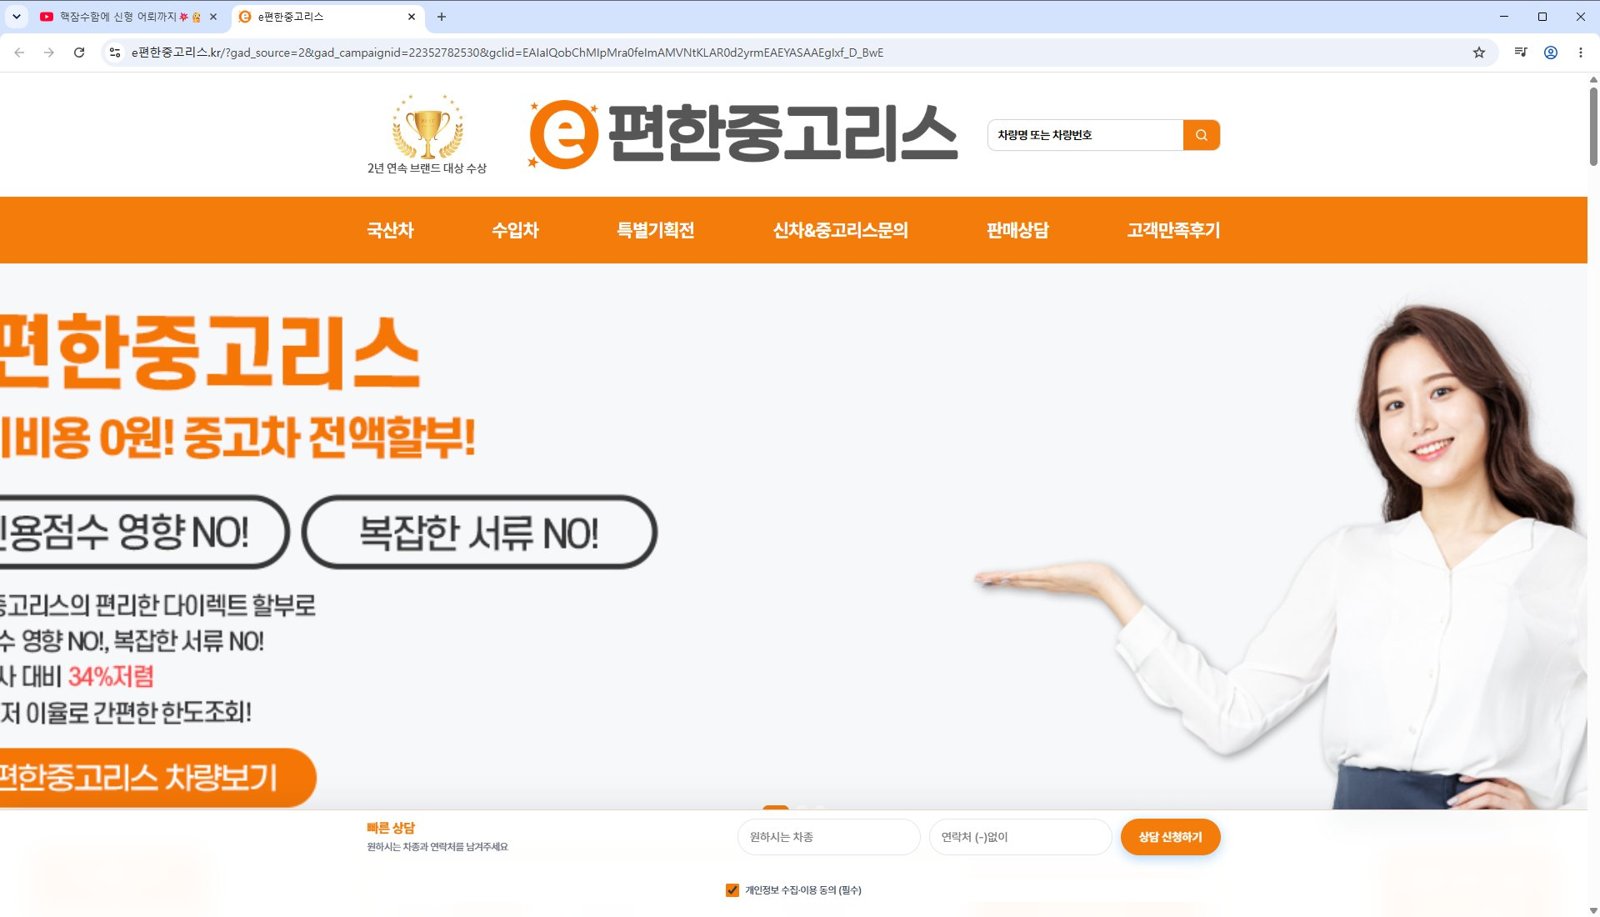 핵잠수함에 신형 어뢰까지
e편한중고리스
e편한중고리스.kr/?gad_source=2&gad_campaignid=22352782530&gclid=EAIaIQobChMIpMra0feImAMVNtKLAR0d2yrmEAEYASAAEgIxf_D_BwE
2년 연속 브랜드 대상 수상
e편한중고리스
차량명 또는 차량번호
국산차
수입차
특별기획전
신차&중고리스문의
판매상담
고객만족후기
편한중고리스
비용 0원! 중고차 전액할부!
용점수 영향 NO!
복잡한 서류 NO!
중고리스의 편리한 다이렉트 할부로
수 영향 NO!, 복잡한 서류 NO!
사 대비 34%저렴
저 이율로 간편한 한도조회!
편한중고리스 차량보기
빠른 상담
원하시는 차종과 연락처를 남겨주세요
원하시는 차종
연락처 (-)없이
상담 신청하기
개인정보 수집·이용 동의 (필수)